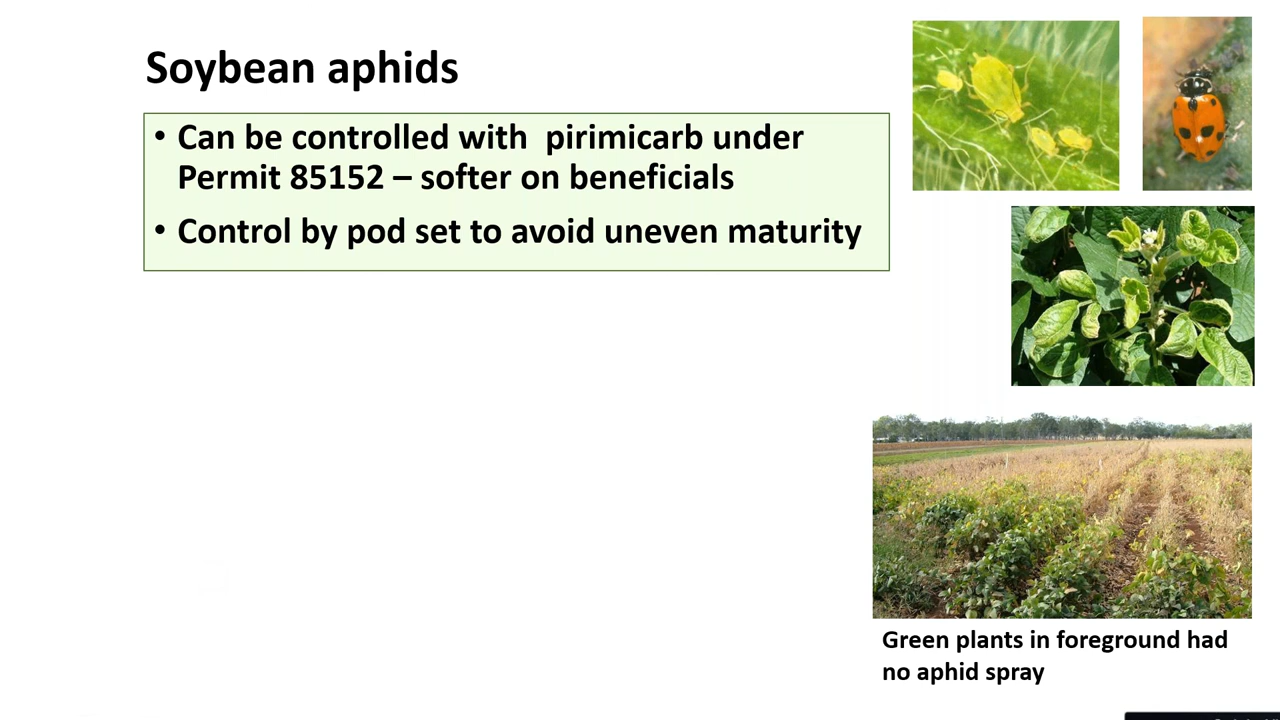 Soybean aphids
• Can be controlled with pirimicarb under
Permit 85152 – softer on beneficials
• Control by pod set to avoid uneven maturity
Green plants in foreground had
no aphid spray